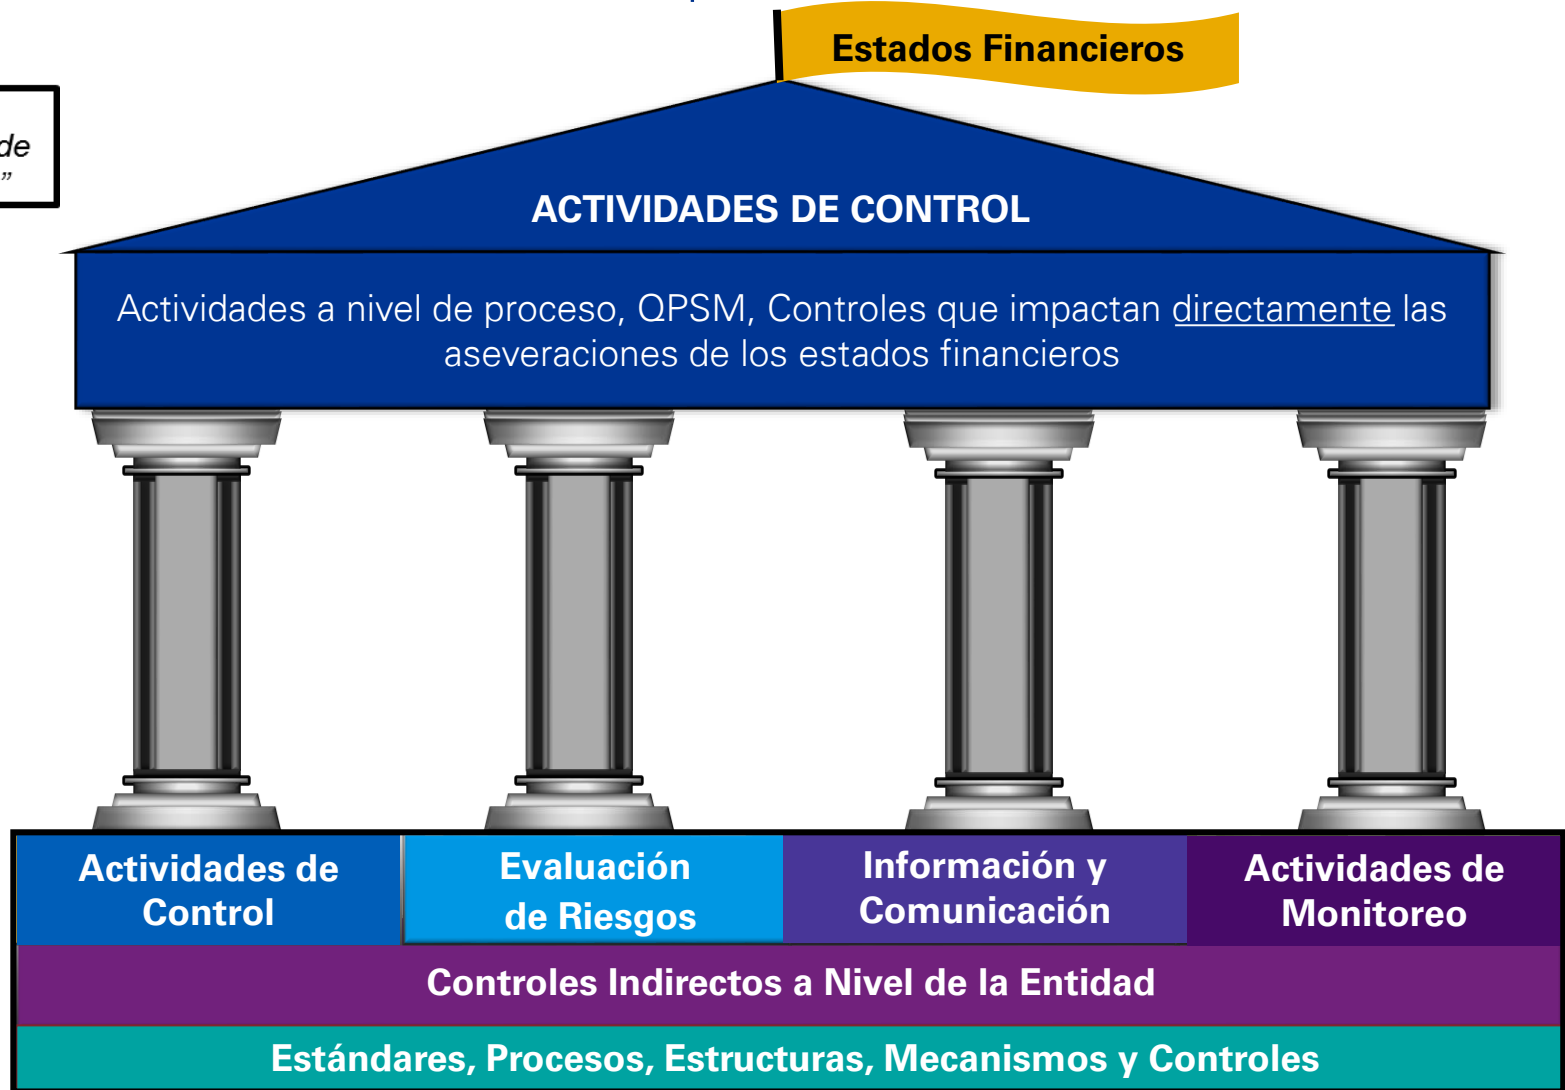 Estados Financieros
de
”
ACTIVIDADES DE CONTROL
Actividades a nivel de proceso, QPSM, Controles que impactan directamente las
aseveraciones de los estados financieros
Actividades de
Control
Evaluación
de Riesgos
Información y
Comunicación
Actividades de
Monitoreo
Controles Indirectos a Nivel de la Entidad
Estándares, Procesos, Estructuras, Mecanismos y Controles